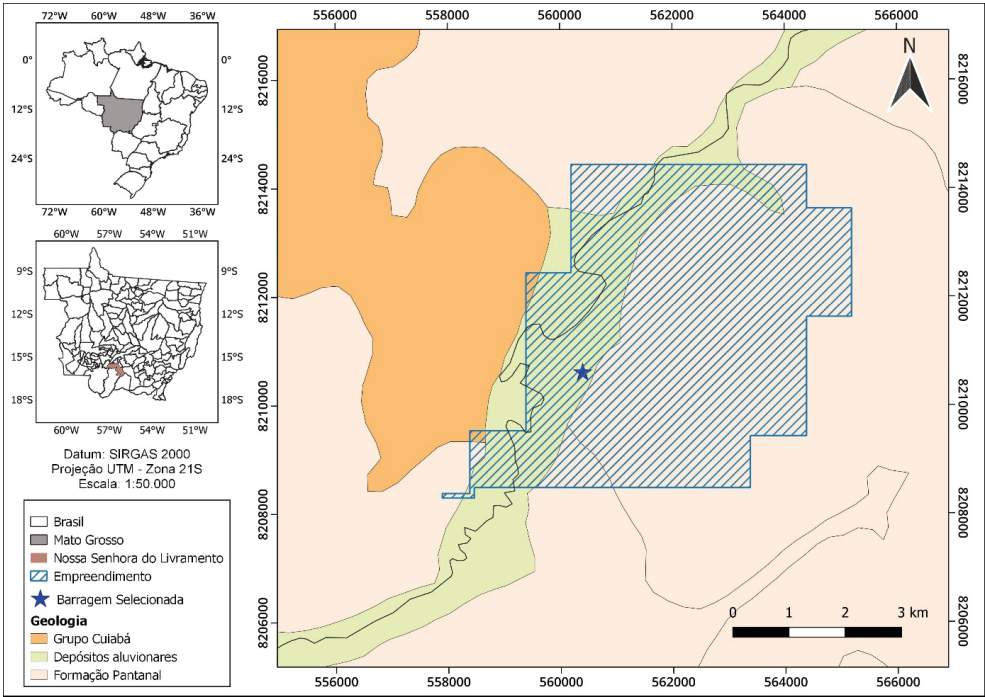 72°W 60°W 48°W 36°W
0° 0°
12°S 12°S
24°S 24°S
72°W 60°W 48°W 36°W
60°W 57°W 54°W 51°W
9°S 9°S
12°S 12°S
15°S 15°S
18°S 18°S
60°W 57°W 54°W 51°W
Datum: SIRGAS 2000
Projeção UTM - Zona 21S
Escala: 1:50.000
Brasil
Mato Grosso
Nossa Senhora do Livramento
Empreendimento
Barragem Selecionada
Geologia
Grupo Cuiabá
Depósitos aluvionares
Formação Pantanal
556000 558000 560000 562000 564000 566000
8216000 8216000
8214000 8214000
8212000 8212000
8210000 8210000
8208000 8208000
8206000 8206000
N
0 1 2 3 km
556000 558000 560000 562000 564000 566000